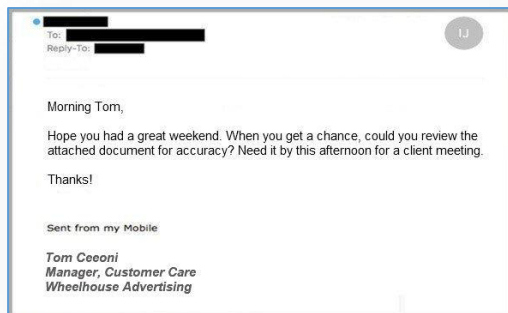 IJ
To:
Reply-To:
Morning Tom,
Hope you had a great weekend. When you get a chance, could you review the
attached document for accuracy? Need it by this afternoon for a client meeting.
Thanks!
Sent from my Mobile
Tom Ceeoni
Manager, Customer Care
Wheelhouse Advertising